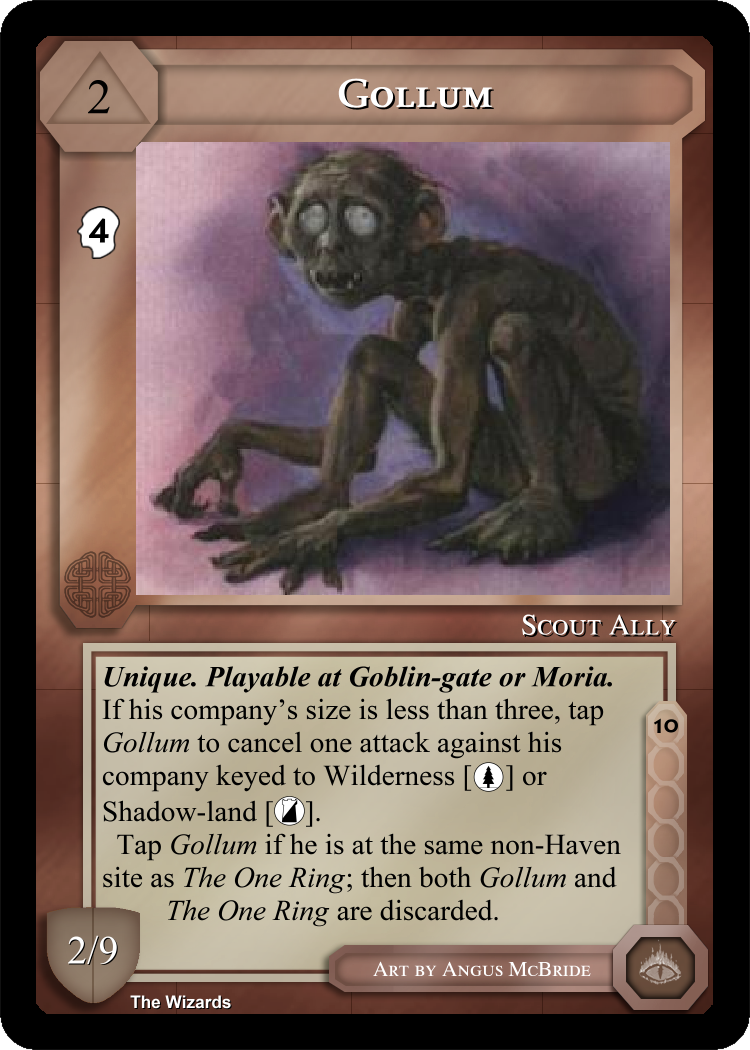 2
Gollum
4
Scout Ally
Unique. Playable at Goblin-gate or Moria.
If his company's size is less than three, tap
Gollum to cancel one attack against his
company keyed to Wilderness [ ] or
Shadow-land [ ].
Tap Gollum if he is at the same non-Haven
site as The One Ring; then both Gollum and
The One Ring are discarded.
10
2/9
Art by Angus McBride
The Wizards